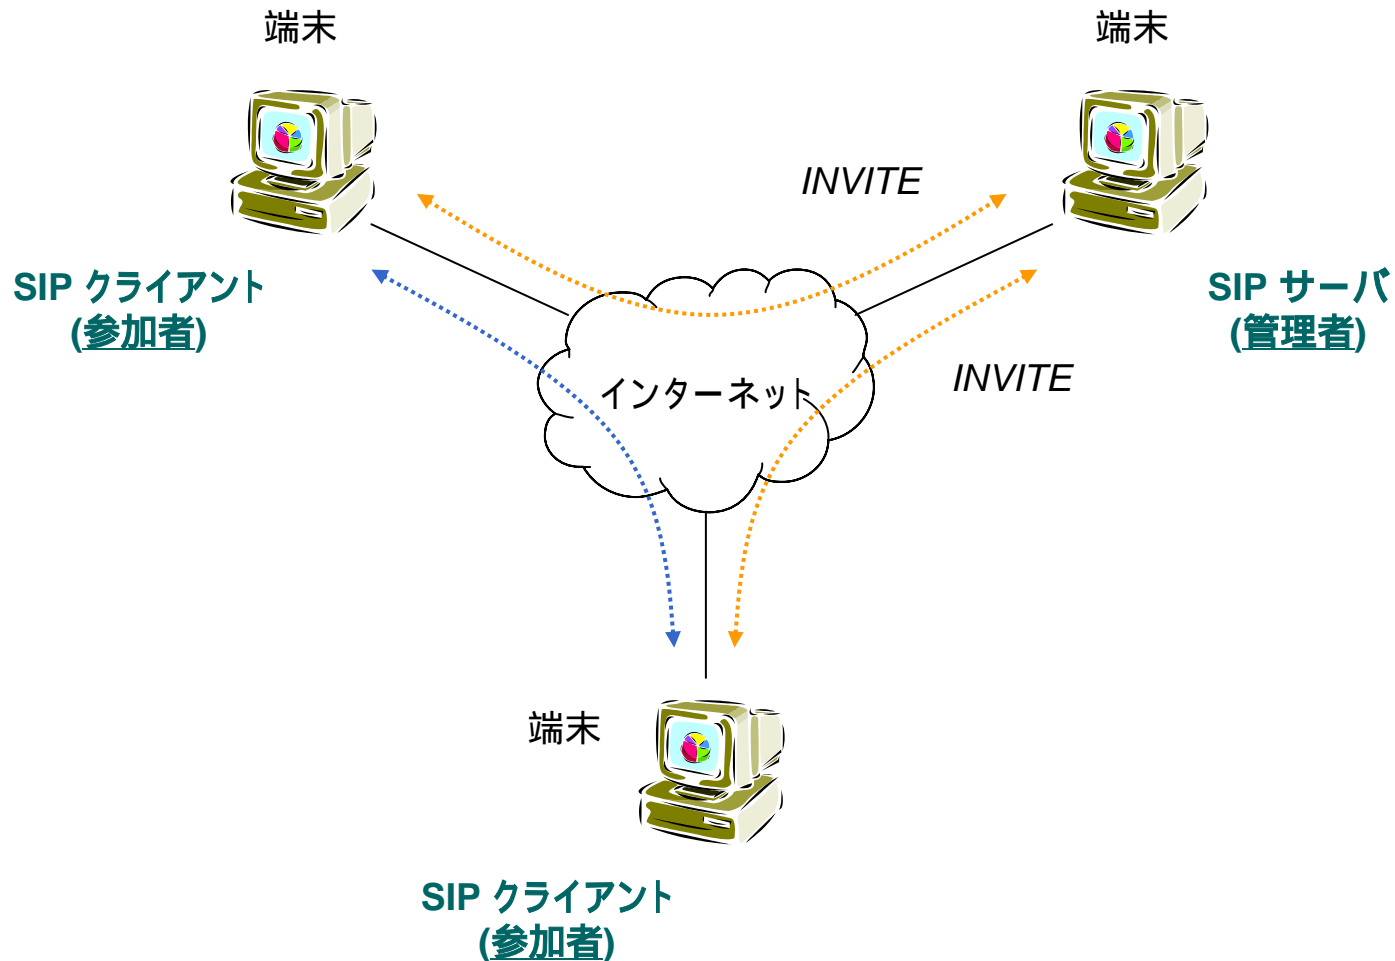 端末
端末
INVITE
SIP クライアント
(参加者)
SIP サーバ
(管理者)
インターネット
INVITE
端末
SIP クライアント
(参加者)